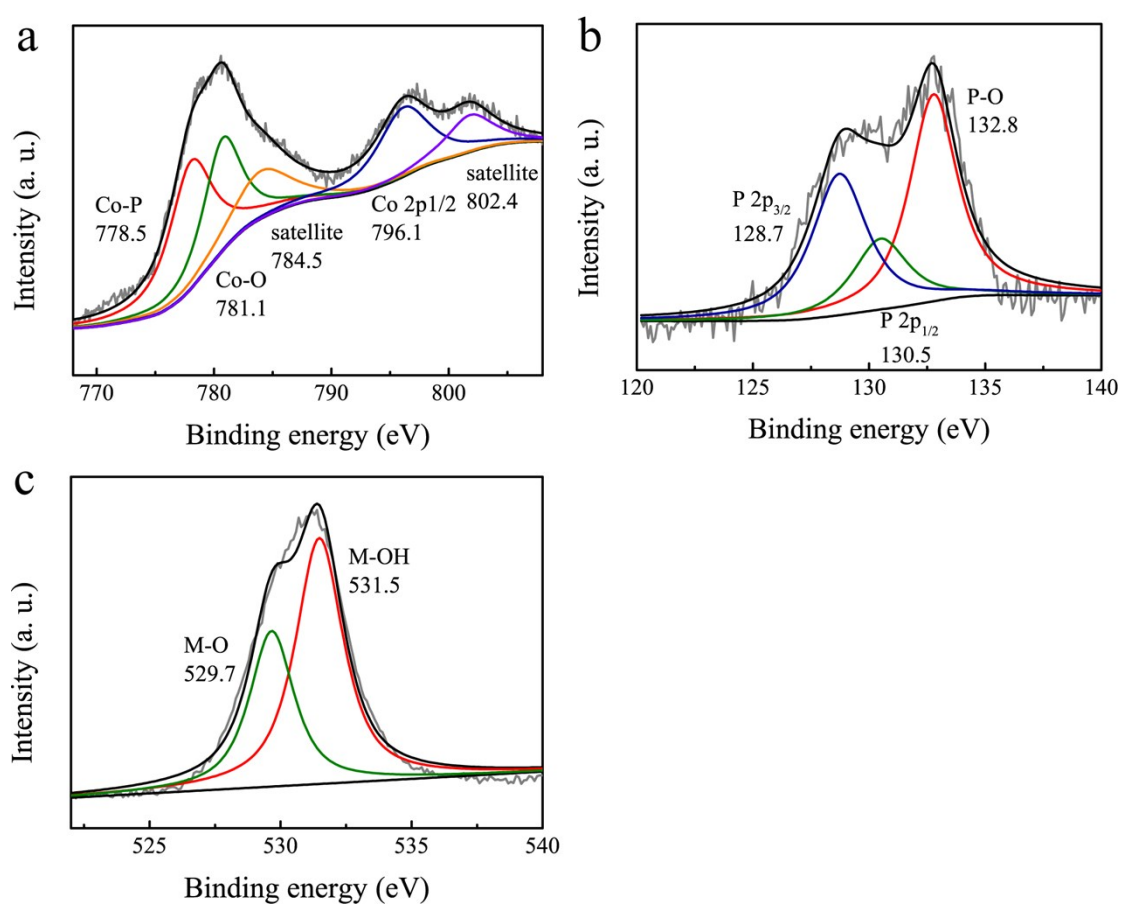 a
Intensity (a. u.)
Co-P
778.5
Co-O
781.1
satellite
784.5
Co 2p1/2
796.1
satellite
802.4
770 780 790 800
Binding energy (eV)
b
Intensity (a. u.)
P 2p3/2
128.7
P 2p1/2
130.5
P-O
132.8
120 125 130 135 140
Binding energy (eV)
c
Intensity (a. u.)
M-O
529.7
M-OH
531.5
525 530 535 540
Binding energy (eV)